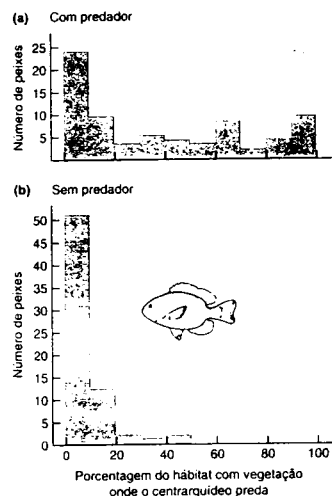 (a) Com predador
Número de peixes
25
20
15
10
5
(b) Sem predador
Número de peixes
50
45
40
35
30
25
20
15
10
5
0
0 20 40 60 80 100
Porcentagem do hábitat com vegetação
onde o centrarquídeo preda